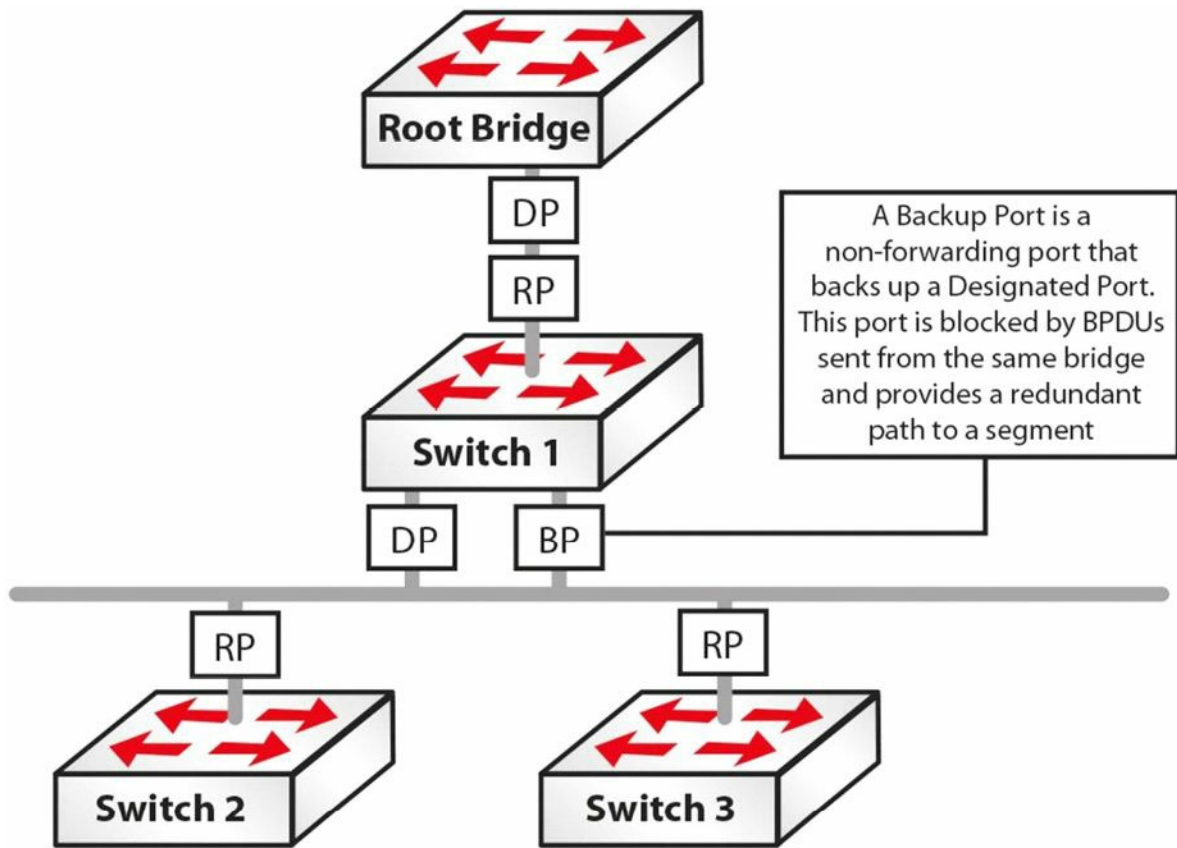 Root Bridge
DP
RP
A Backup Port is a
non-forwarding port that
backs up a Designated Port.
This port is blocked by BPDUs
sent from the same bridge
and provides a redundant
path to a segment
Switch 1
DP
BP
RP
RP
Switch 2
Switch 3